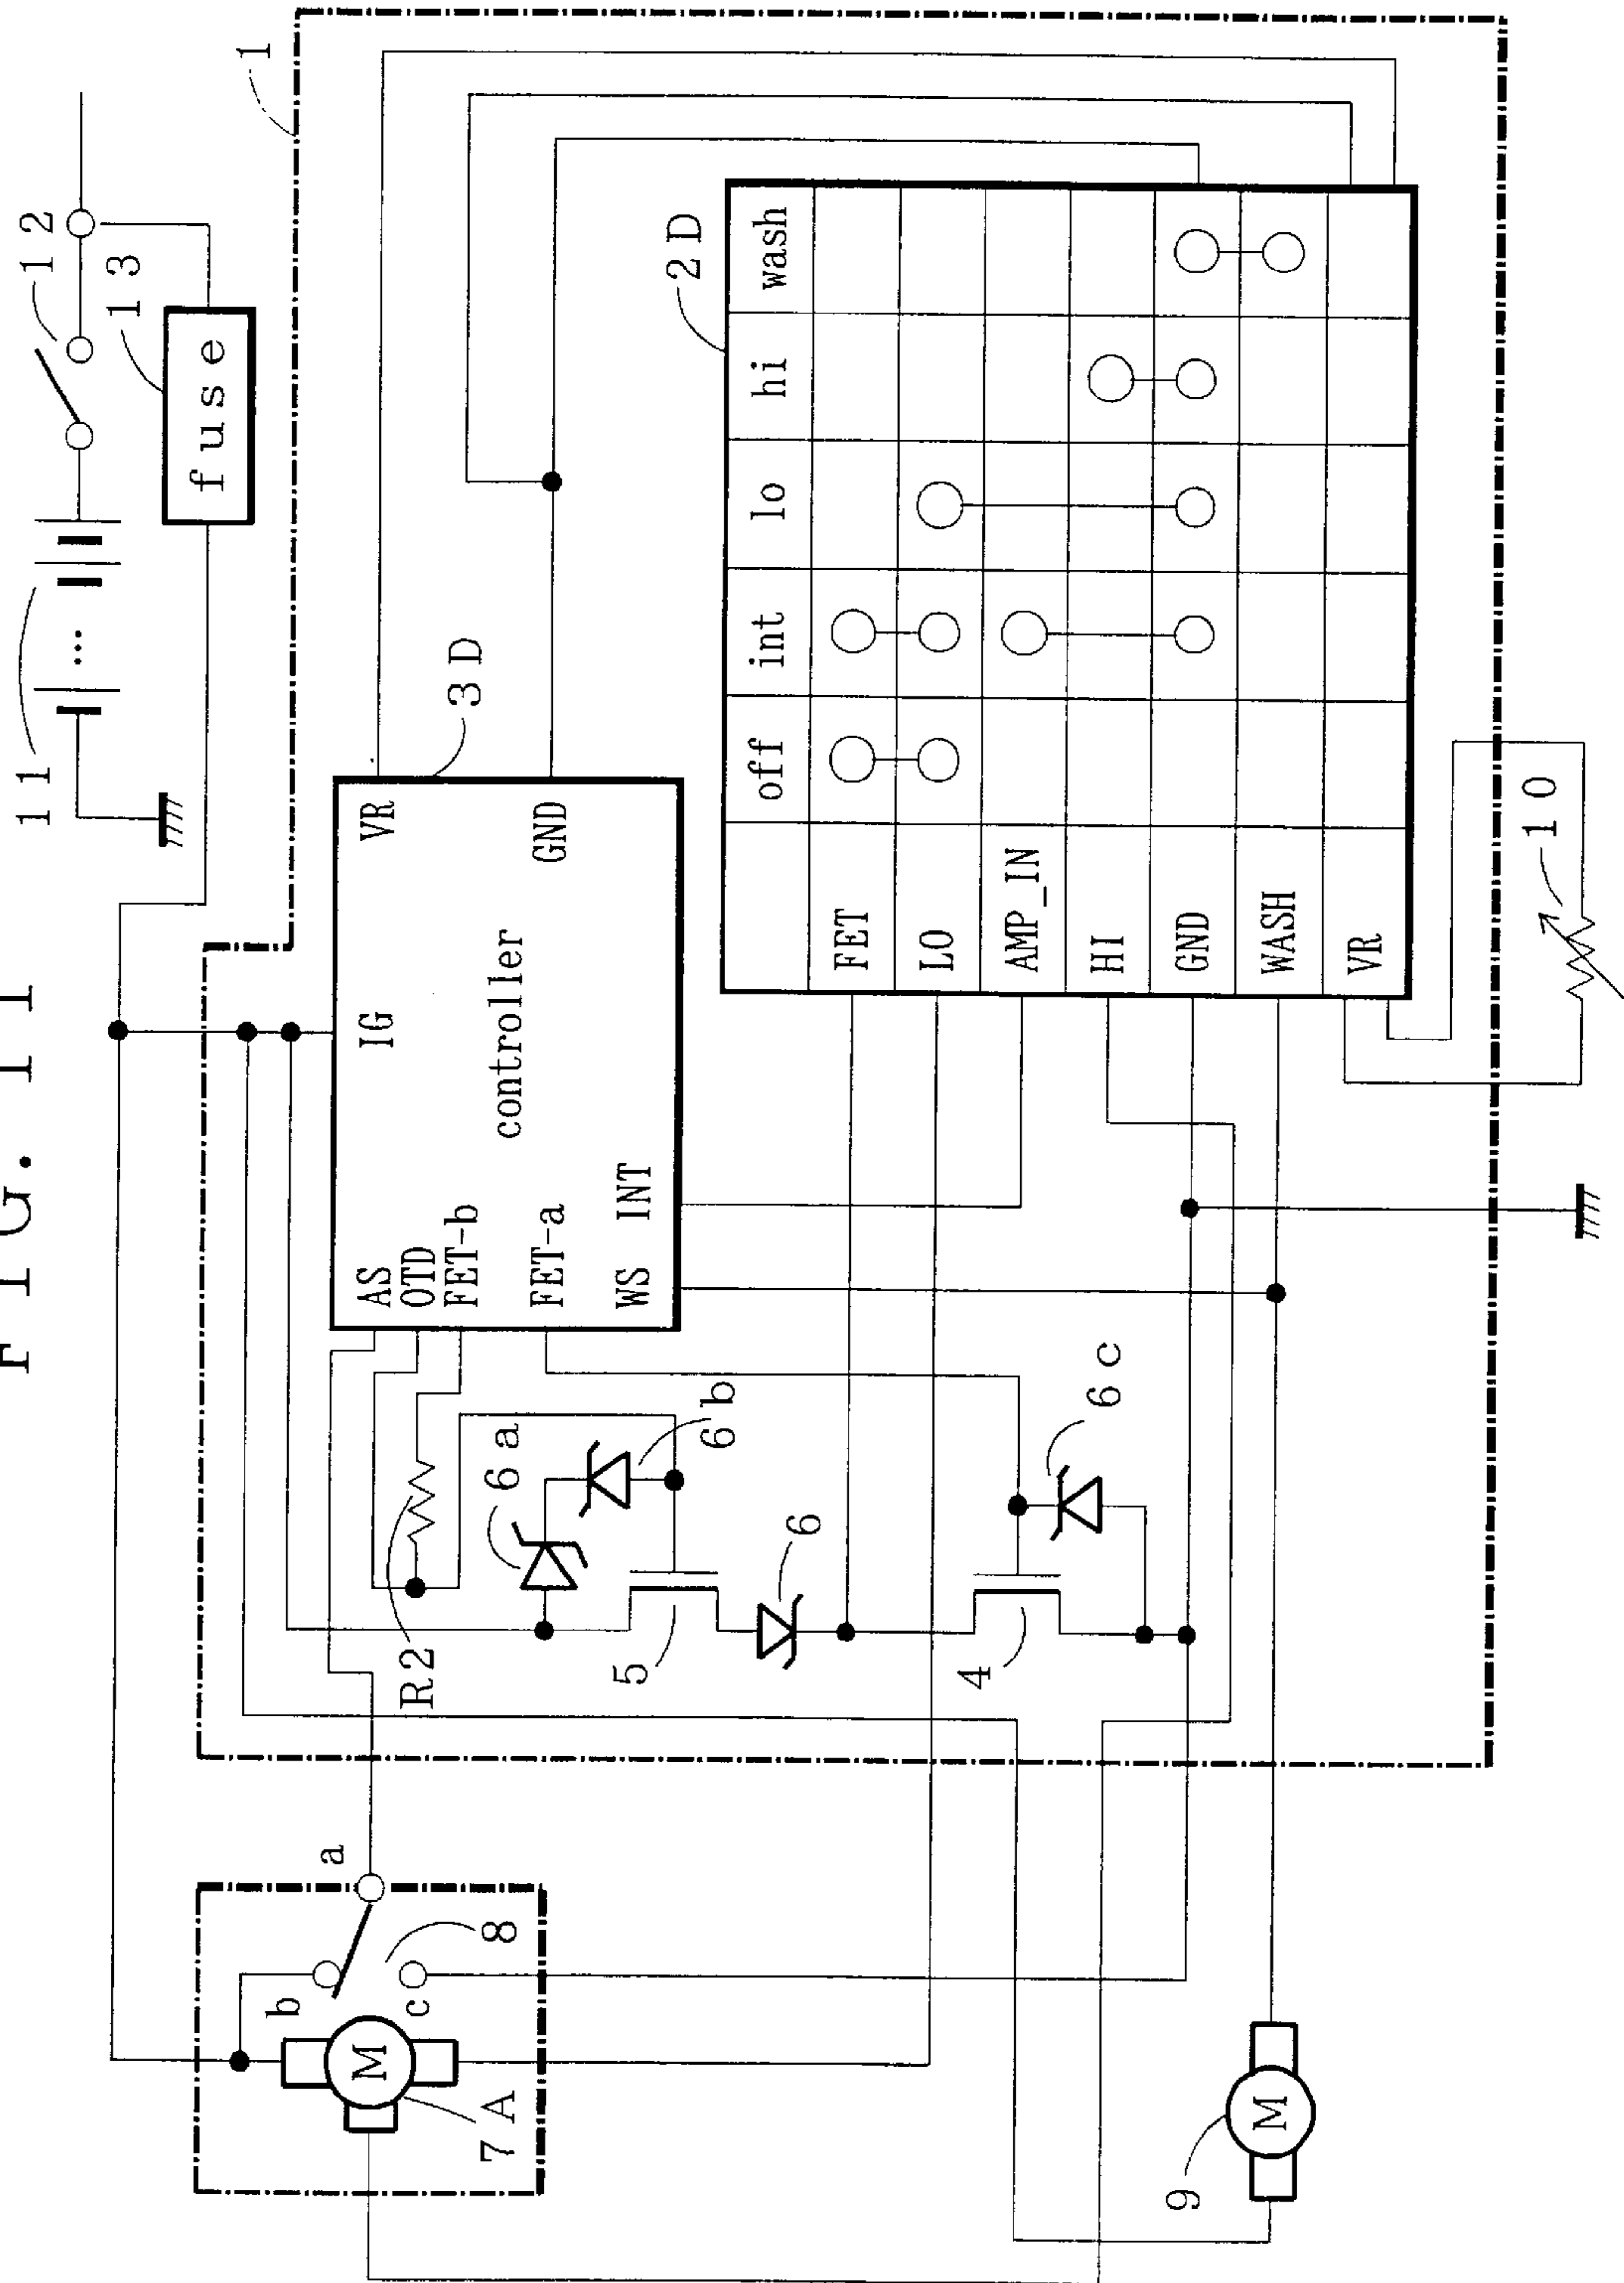 FIG. 11
11
12
13
fuse
1
3D
IG
VR
GND
controller
AS
OTD
FET-b
FET-a
WS
INT
2D
off
int
lo
hi
wash
FET
LO
AMP_IN
HI
GND
WASH
VR
10
R2
6a
6b
5
6
4
6c
a
b
c
8
M
7A
M
9